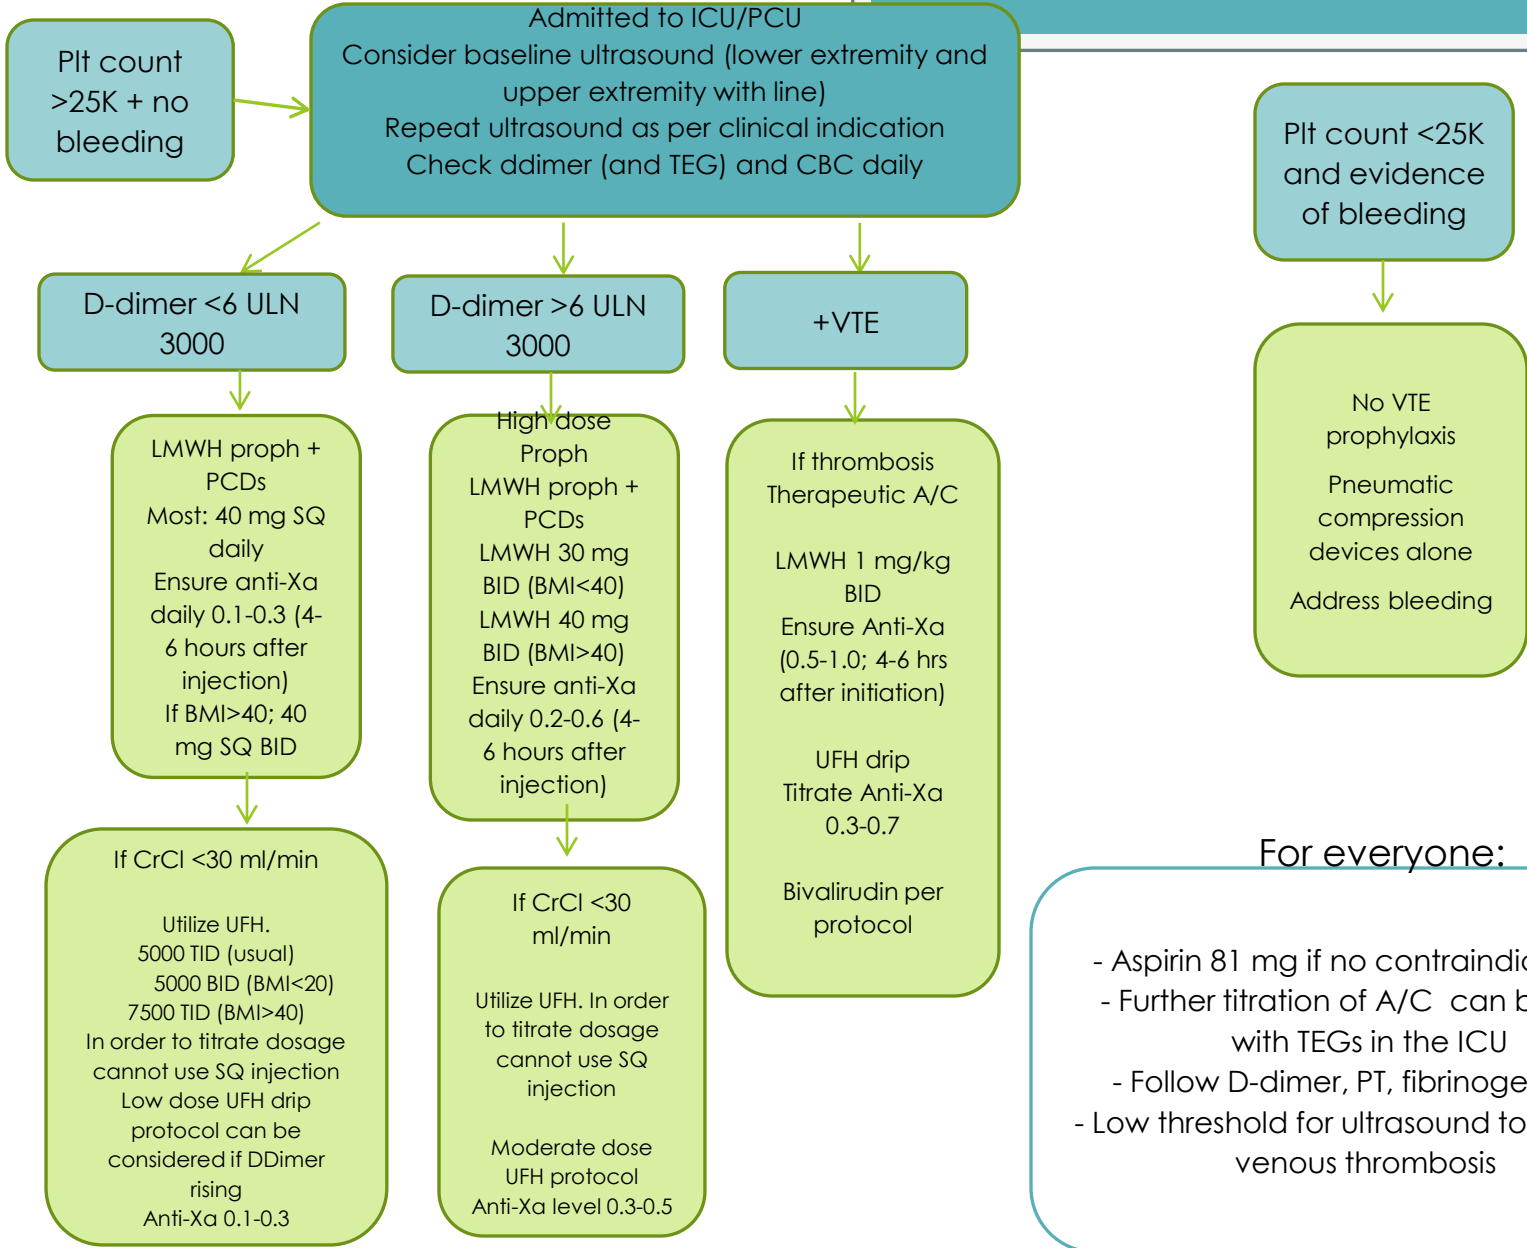 Plt count
>25K + no
bleeding
Admitted to ICU/PCU
Consider baseline ultrasound (lower extremity and
upper extremity with line)
Repeat ultrasound as per clinical indication
Check ddimer (and TEG) and CBC daily
Plt count <25K
and evidence
of bleeding
D-dimer <6 ULN
3000
D-dimer >6 ULN
3000
+VTE
LMWH proph +
PCDs
Most: 40 mg SQ
daily
Ensure anti-Xa
daily 0.1-0.3 (4-
6 hours after
injection)
If BMI>40; 40
mg SQ BID
High dose
Proph
LMWH proph +
PCDs
LMWH 30 mg
BID (BMI<40)
LMWH 40 mg
BID (BMI>40)
Ensure anti-Xa
daily 0.2-0.6 (4-
6 hours after
injection)
If thrombosis
Therapeutic A/C
LMWH 1 mg/kg
BID
Ensure Anti-Xa
(0.5-1.0; 4-6 hrs
after initiation)
UFH drip
Titrate Anti-Xa
0.3-0.7
Bivalirudin per
protocol
No VTE
prophylaxis
Pneumatic
compression
devices alone
Address bleeding
If CrCl <30 ml/min
Utilize UFH.
5000 TID (usual)
5000 BID (BMI<20)
7500 TID (BMI>40)
In order to titrate dosage
cannot use SQ injection
Low dose UFH drip
protocol can be
considered if DDimer
rising
Anti-Xa 0.1-0.3
If CrCl <30
ml/min
Utilize UFH. In order
to titrate dosage
cannot use SQ
injection
Moderate dose
UFH protocol
Anti-Xa level 0.3-0.5
For everyone:
- Aspirin 81 mg if no
- Further titration of A/C can
with TEGs in the ICU
- Follow D-dimer, PT,
- Low threshold for ultrasound to
venous thrombosis